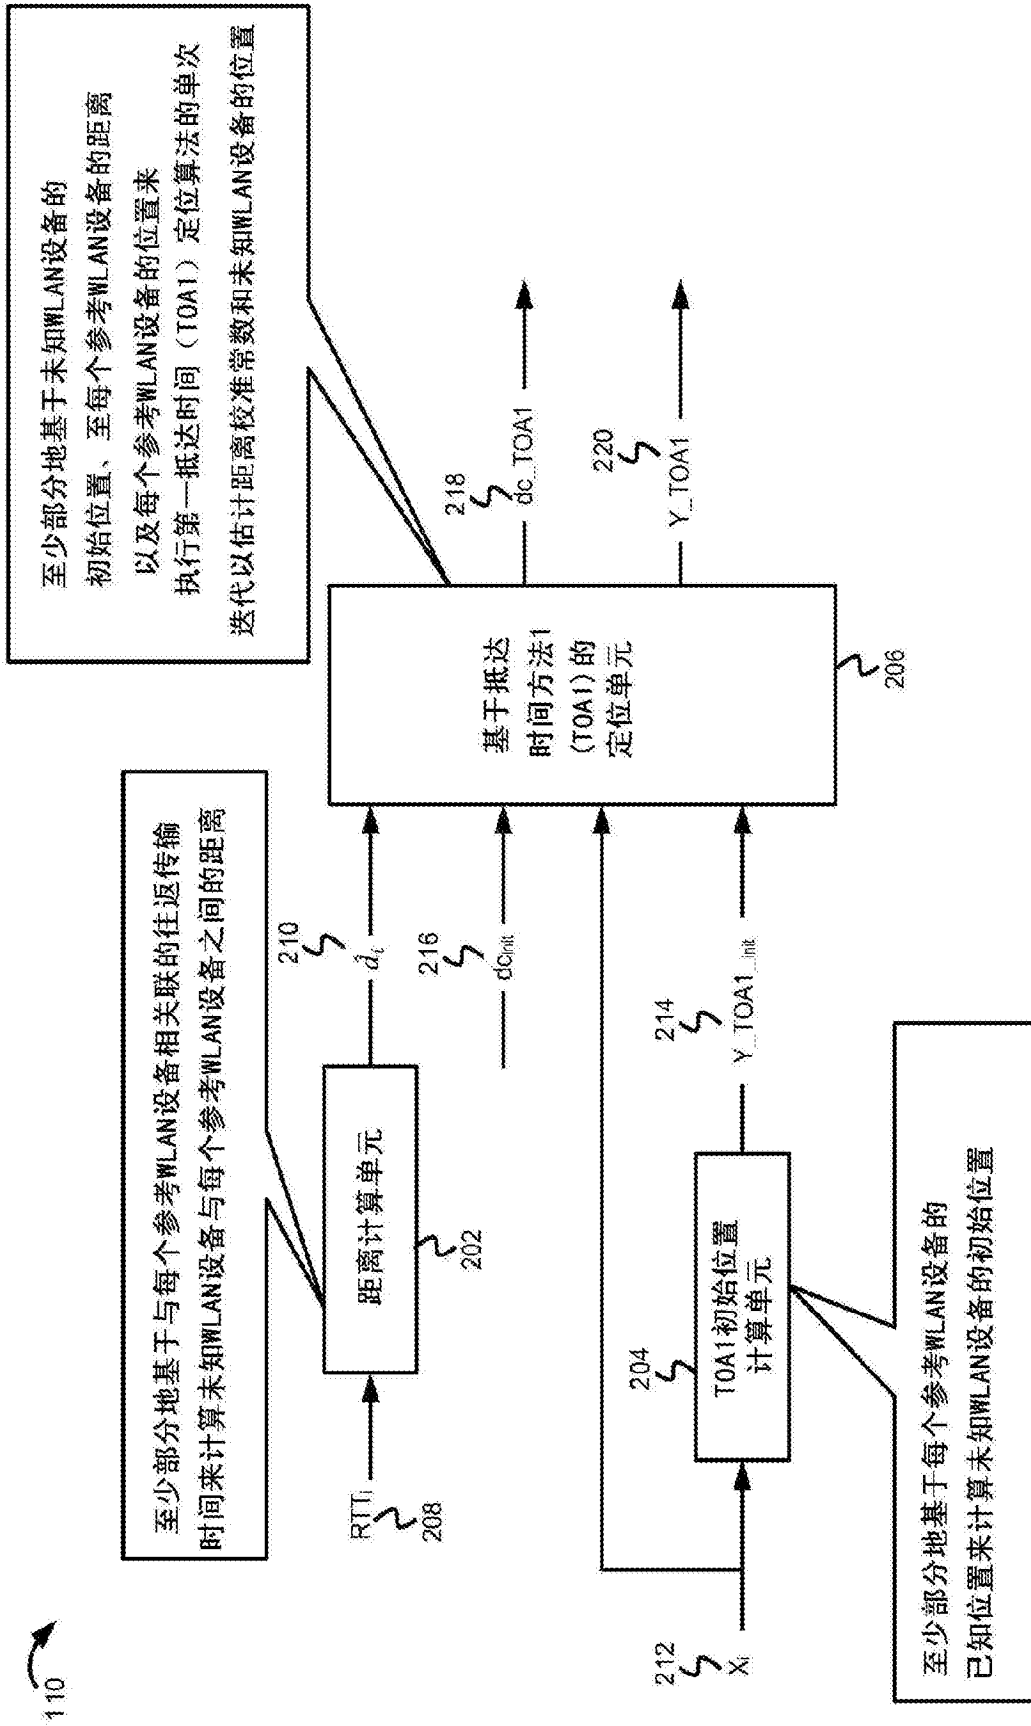 110
至少部分地基于与每个参考WLAN设备相关联的往返传输
时间来计算未知WLAN设备与每个参考WLAN设备之间的距离
至少部分地基于未知WLAN设备的
初始位置、至每个参考WLAN设备的距离
以及每个参考WLAN设备的位置来
执行第一抵达时间（TOA1）定位算法的单次
迭代以估计距离校准常数和未知WLAN设备的位置
RTTi
208
距离计算单元
202
210
d̂i
216
dcinit
基于抵达
时间方法1
(TOA1)的
定位单元
206
218
dc_TOA1
220
Y_TOA1
212
Xi
204
TOA1初始位置
计算单元
214
Y_TOA1_init
至少部分地基于每个参考WLAN设备的
已知位置来计算未知WLAN设备的初始位置